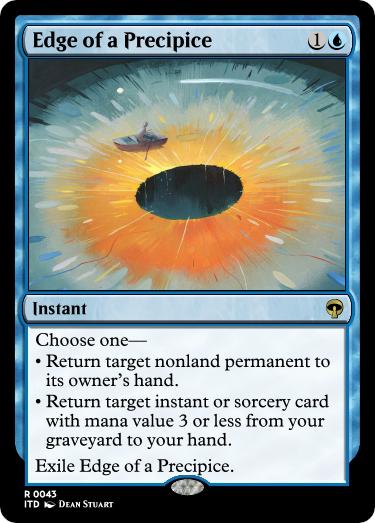 Edge of a Precipice 1
Instant
Choose one—
• Return target nonland permanent to
its owner's hand.
• Return target instant or sorcery card
with mana value 3 or less from your
graveyard to your hand.
Exile Edge of a Precipice.
R 0043
ITD DEAN STUART